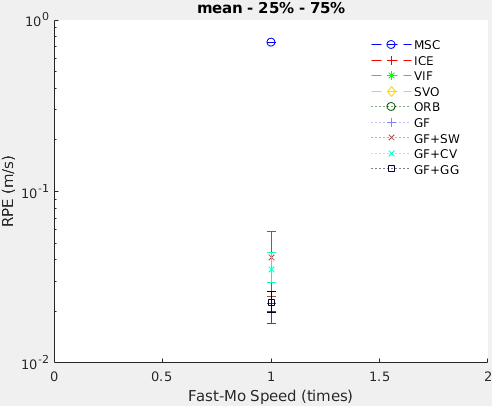 mean - 25% - 75%
10^0
10^-1
10^-2
RPE (m/s)
0
0.5
1
1.5
2
Fast-Mo Speed (times)
MSC
ICE
VIF
SVO
ORB
GF
GF+SW
GF+CV
GF+GG